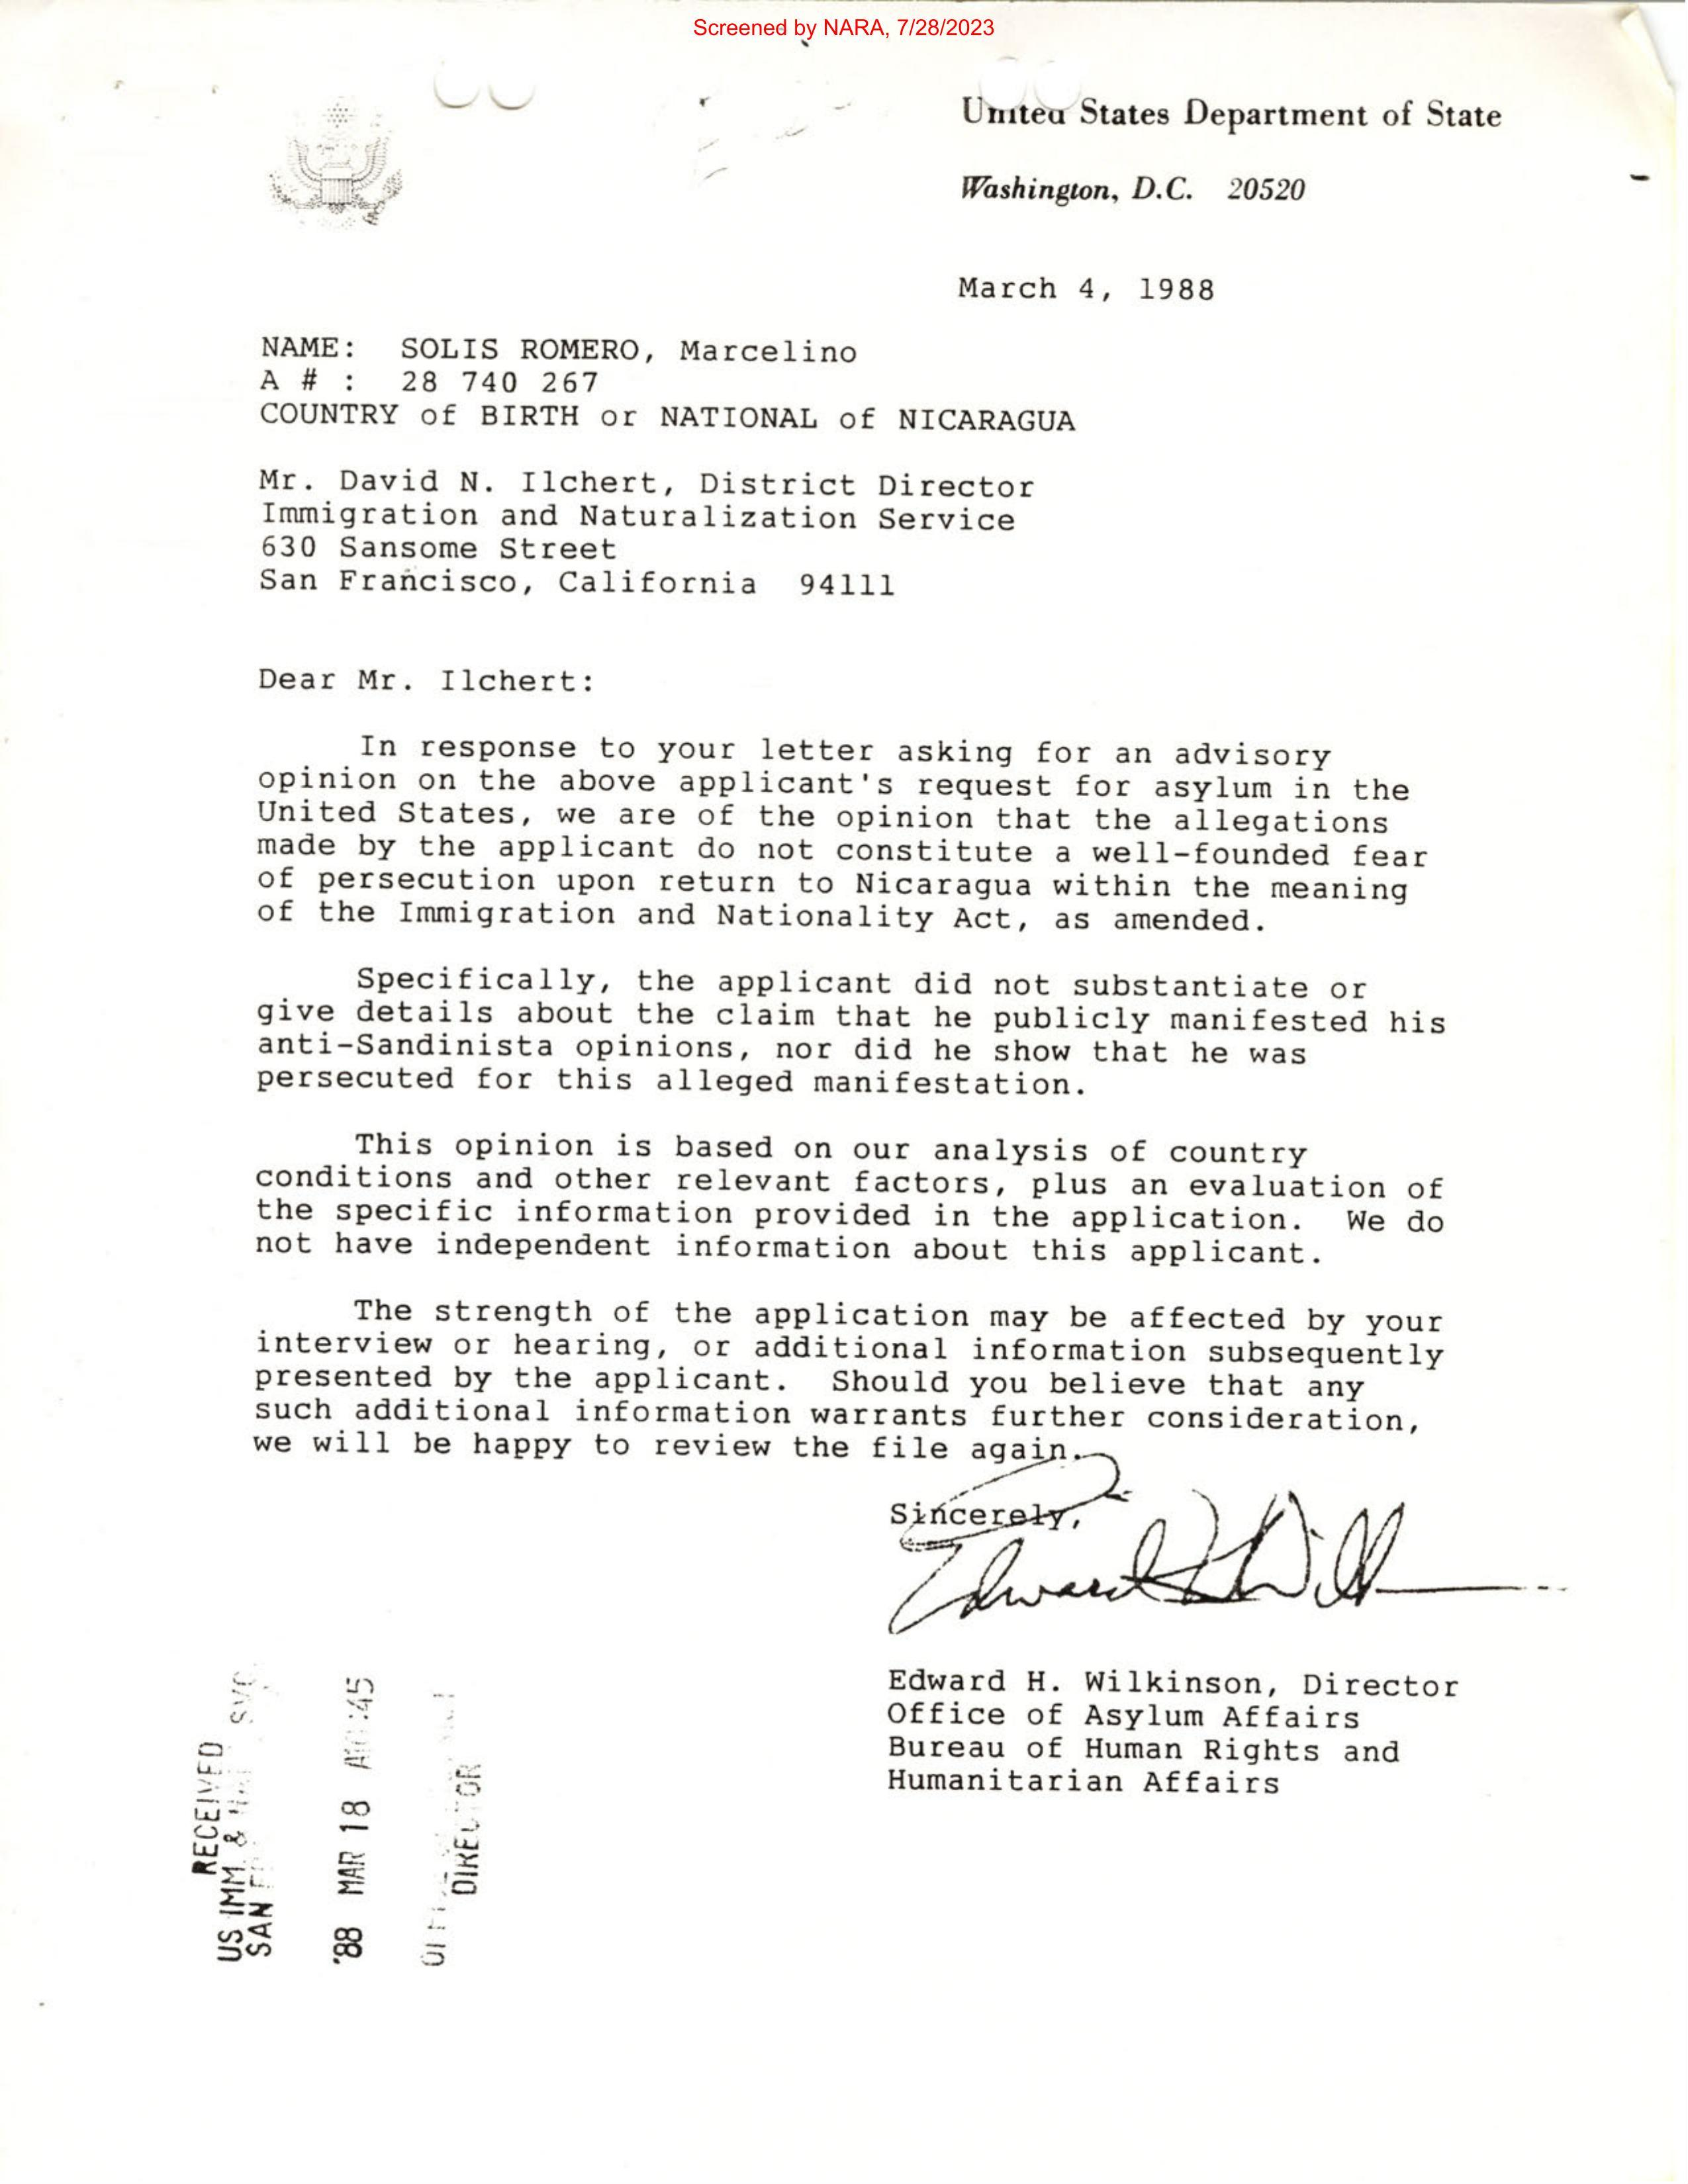 Screened by NARA, 7/28/2023
United States Department of State
Washington, D.C. 20520
March 4, 1988
NAME: SOLIS ROMERO, Marcelino
A # : 28 740 267
COUNTRY of BIRTH or NATIONAL of NICARAGUA
Mr. David N. Ilchert, District Director
Immigration and Naturalization Service
630 Sansome Street
San Francisco, California 94111
Dear Mr. Ilchert:
In response to your letter asking for an advisory
opinion on the above applicant's request for asylum in the
United States, we are of the opinion that the allegations
made by the applicant do not constitute a well-founded fear
of persecution upon return to Nicaragua within the meaning
of the Immigration and Nationality Act, as amended.
Specifically, the applicant did not substantiate or
give details about the claim that he publicly manifested his
anti-Sandinista opinions, nor did he show that he was
persecuted for this alleged manifestation.
This opinion is based on our analysis of country
conditions and other relevant factors, plus an evaluation of
the specific information provided in the application. We do
not have independent information about this applicant.
The strength of the application may be affected by your
interview or hearing, or additional information subsequently
presented by the applicant. Should you believe that any
such additional information warrants further consideration,
we will be happy to review the file again.
Sincerely,
Edward H. Wilkinson, Director
Office of Asylum Affairs
Bureau of Human Rights and
Humanitarian Affairs
RECEIVED
US IMM. & SVC
SAN
'88 MAR 18
DIRECTOR